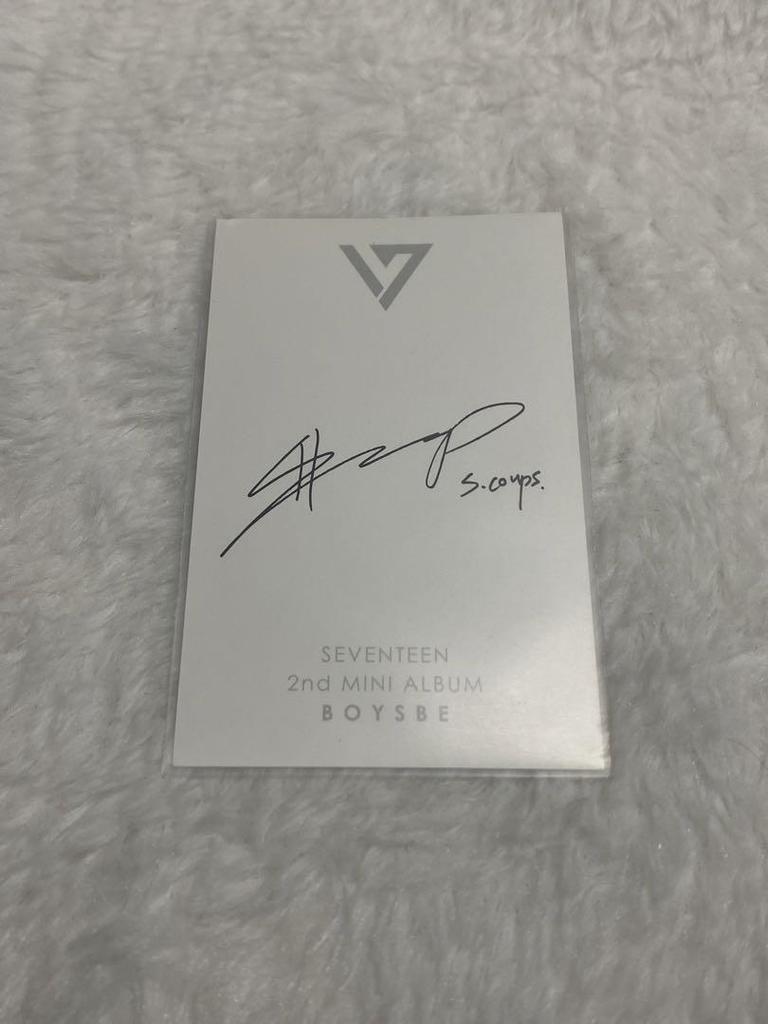 s.coups.
SEVENTEEN
2nd MINI ALBUM
BOYSBE